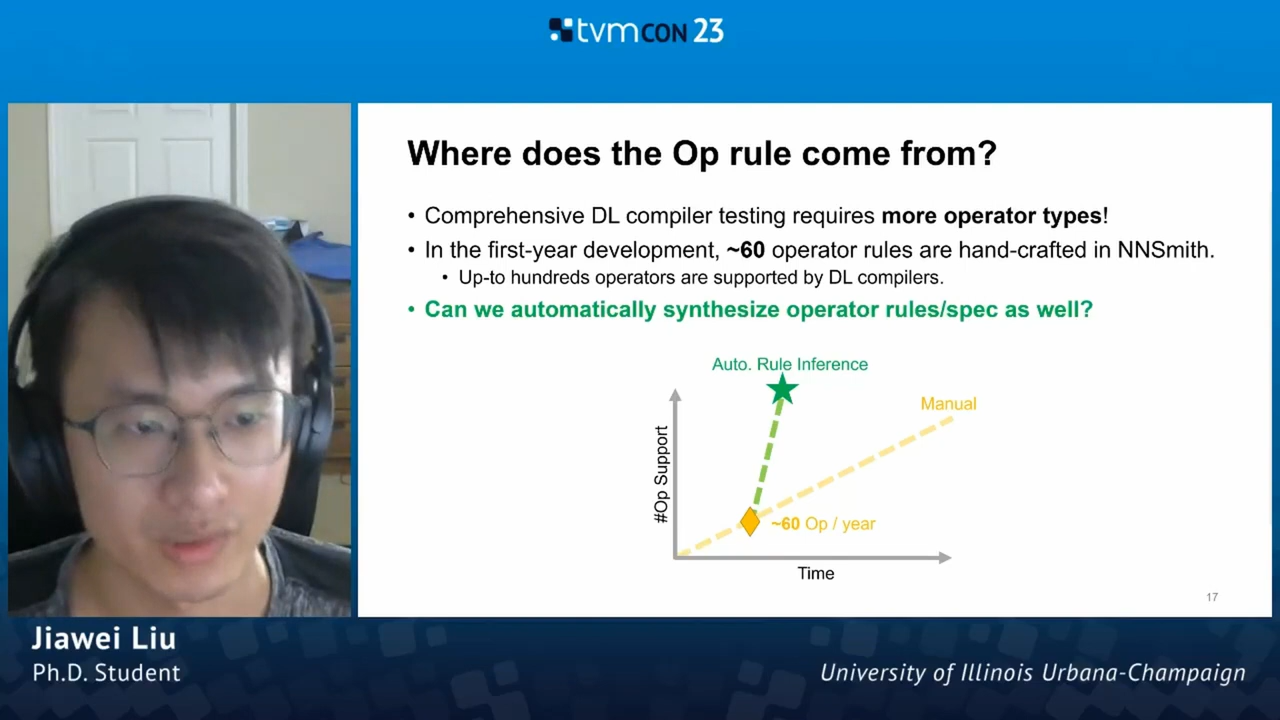 tvmCON 23
Where does the Op rule come from?
• Comprehensive DL compiler testing requires more operator types!
• In the first-year development, ~60 operator rules are hand-crafted in NNSmith.
• Up-to hundreds operators are supported by DL compilers.
• Can we automatically synthesize operator rules/spec as well?
Auto. Rule Inference
Manual
#Op Support
~60 Op / year
Time
17
Jiawei Liu
Ph.D. Student
University of Illinois Urbana-Champaign